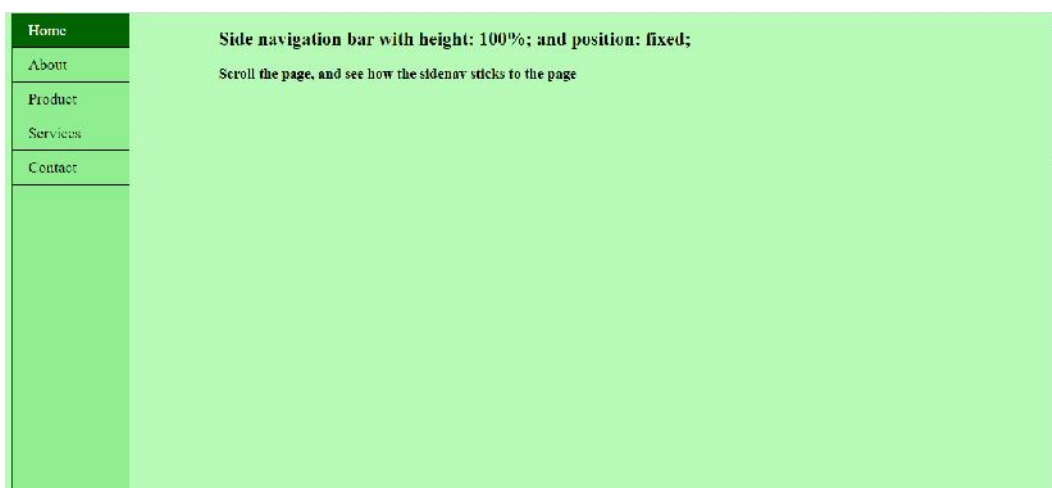 Home
About
Product
Services
Contact
Side navigation bar with height: 100%; and position: fixed;
Scroll the page, and see how the sidenav sticks to the page